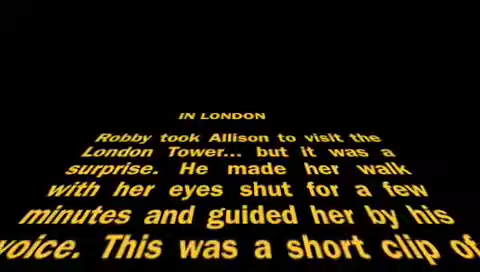 IN LONDON
Robby took Allison to visit the
London Tower... but it was a
surprise. He made her walk
with her eyes shut for a few
minutes and guided her by his
voice. This was a short clip of